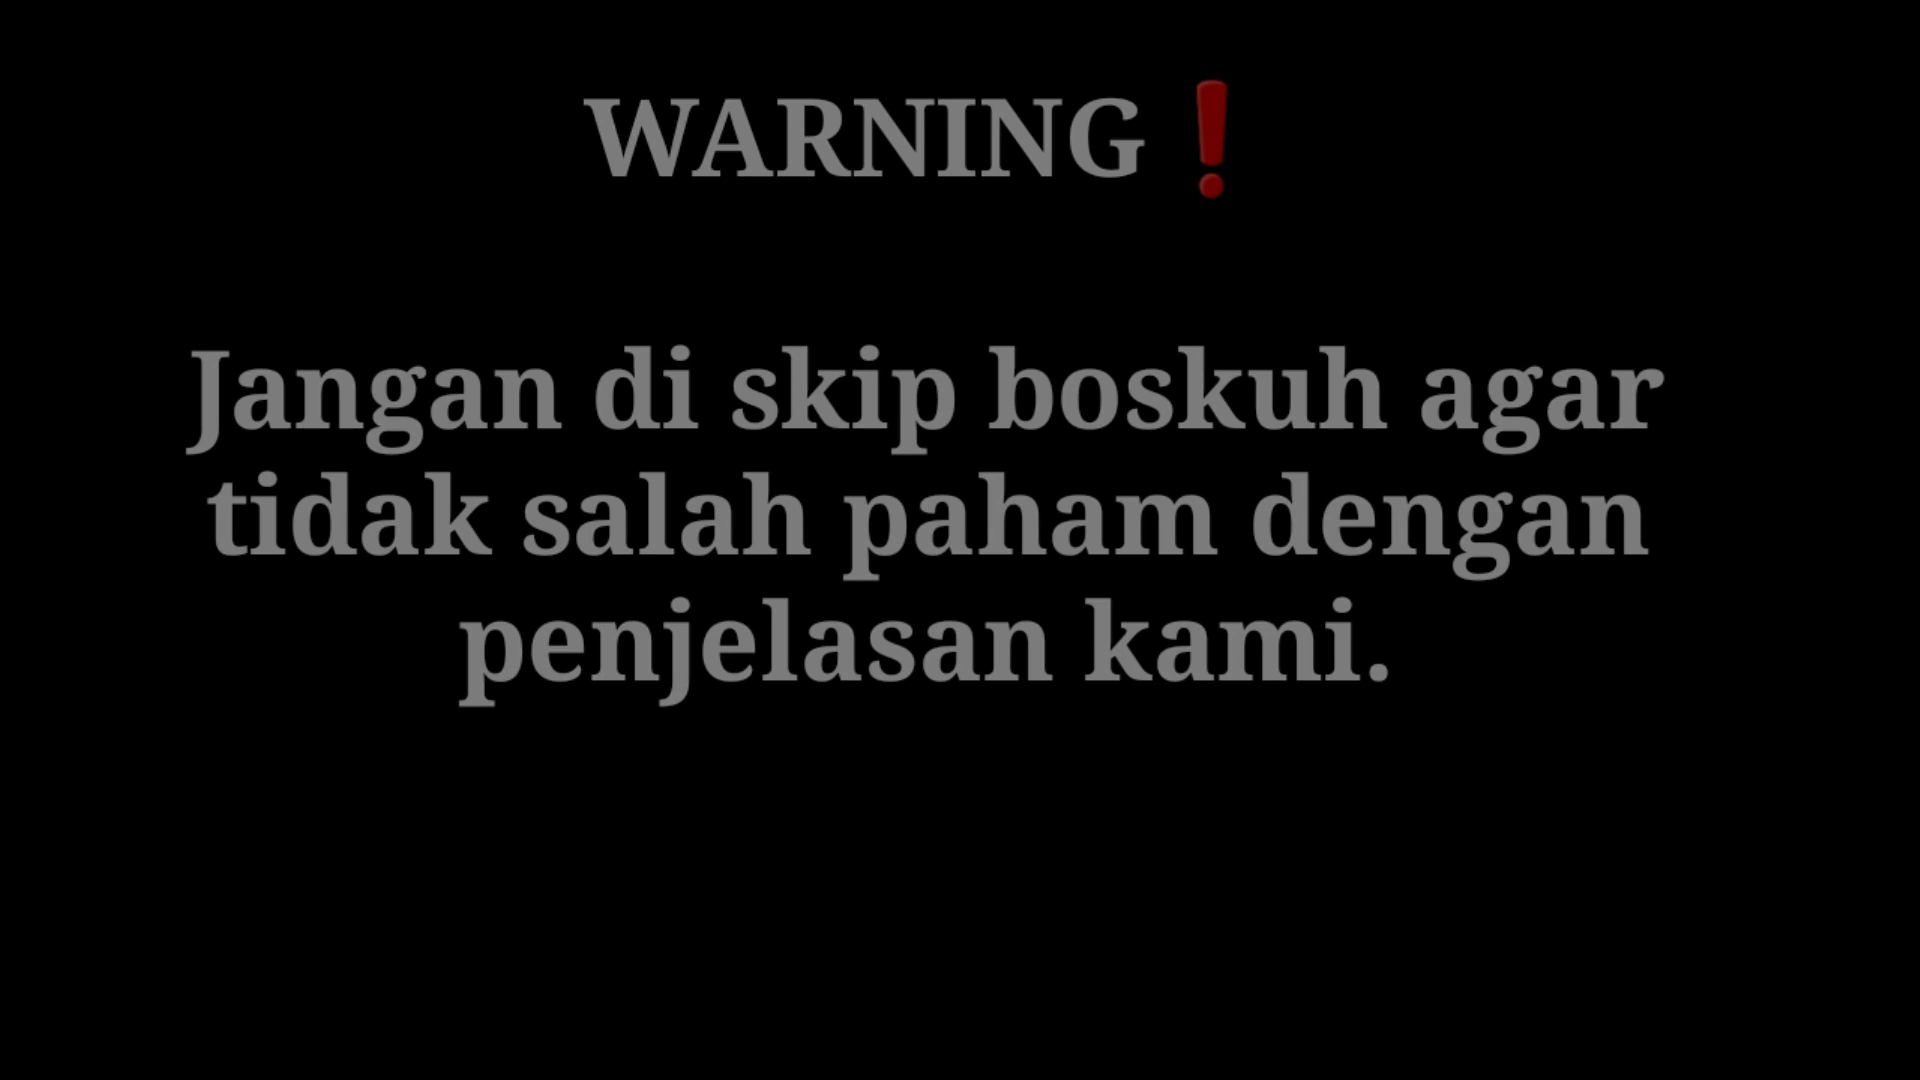 WARNING❗
Jangan di skip boskuh agar
tidak salah paham dengan
penjelasan kami.